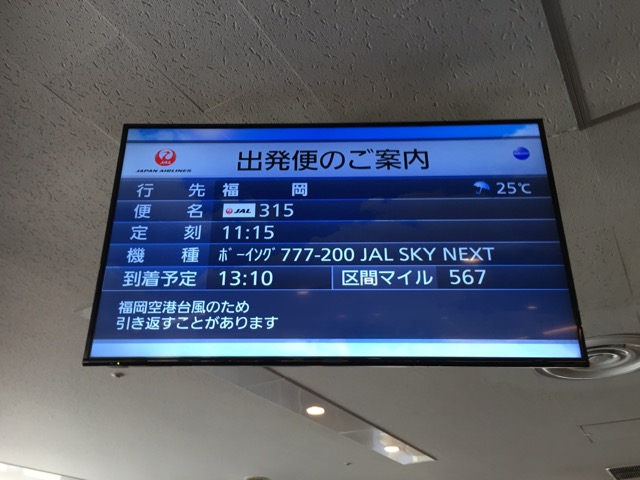 JAPAN AIRLINES
出発便のご案内
行先 福岡 25℃
便名 JAL 315
定刻 11:15
機種 ﾎﾞｰｲﾝｸﾞ777-200 JAL SKY NEXT
到着予定 13:10 区間マイル 567
福岡空港台風のため
引き返すことがあります